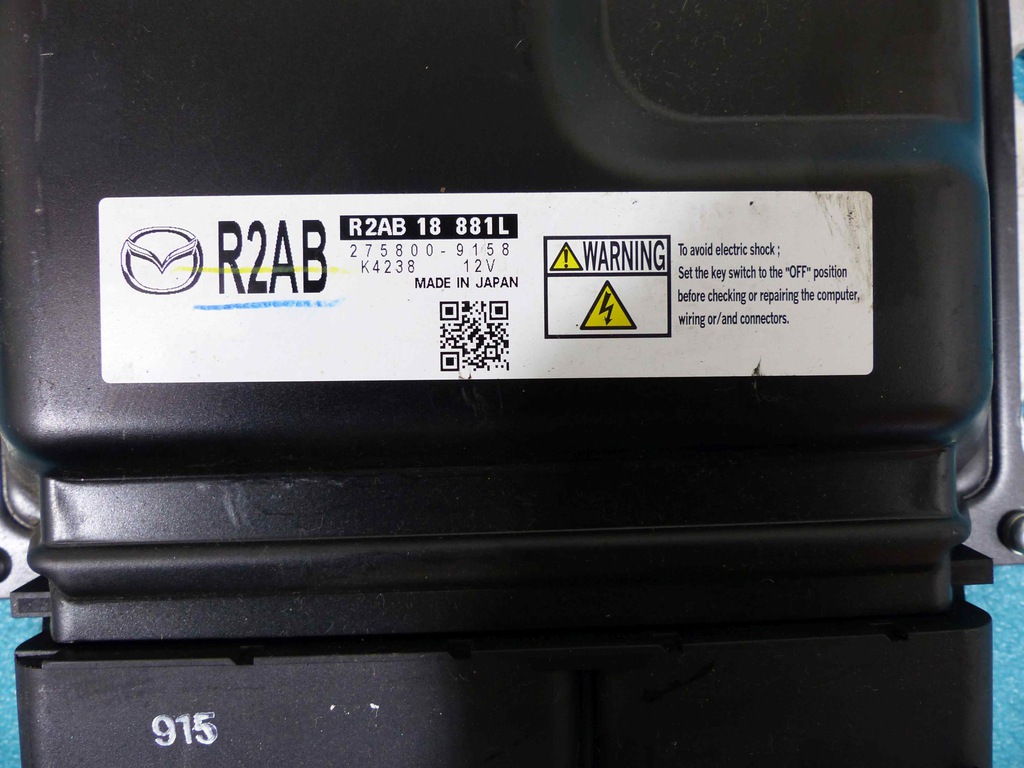 R2AB
R2AB 18 881L
275800-9158
K4238 12V
MADE IN JAPAN
WARNING
To avoid electric shock ;
Set the key switch to the "OFF" position
before checking or repairing the computer,
wiring or/and connectors.
915